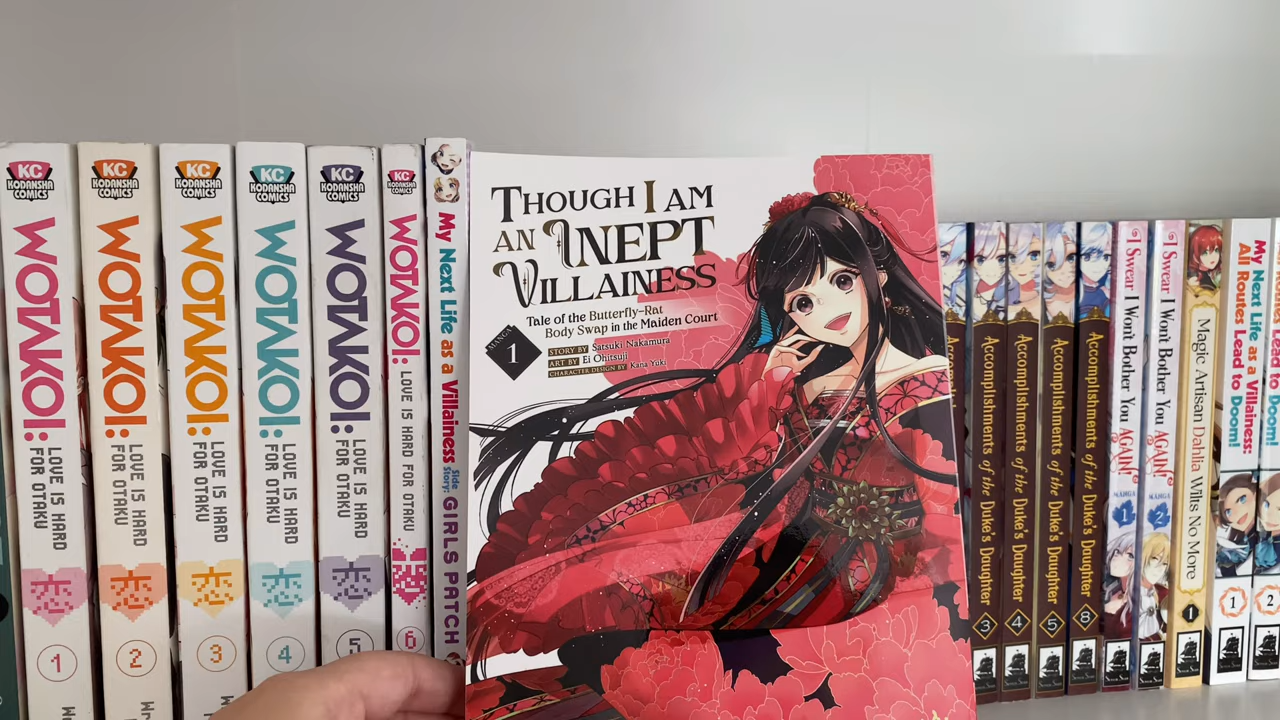 KC
KODANSHA
COMICS
WOTAKOI:
LOVE IS HARD
FOR OTAKU
1
KC
KODANSHA
COMICS
WOTAKOI:
LOVE IS HARD
FOR OTAKU
2
KC
KODANSHA
COMICS
WOTAKOI:
LOVE IS HARD
FOR OTAKU
3
KC
KODANSHA
COMICS
WOTAKOI:
LOVE IS HARD
FOR OTAKU
4
KC
KODANSHA
COMICS
WOTAKOI:
LOVE IS HARD
FOR OTAKU
5
KC
KODANSHA
COMICS
WOTAKOI:
LOVE IS HARD FOR OTAKU
6
My Next Life as a Villainess
Side Story:
GIRLS PATCH
THOUGH I AM
AN INEPT
VILLAINESS
Tale of the Butterfly-Rat
Body Swap in the Maiden Court
MANGA
1
STORY BY Satsuki Nakamura
ART BY Ei Ohitsuji
CHARACTER DESIGN BY Kana Yuki
Accomplishments of the Duke's Daughter
3
Accomplishments of the Duke's Daughter
4
Accomplishments of the Duke's Daughter
5
Accomplishments of the Duke's Daughter
8
I Swear I Won't Bother You AGAIN!
MANGA
1
I Swear I Won't Bother You AGAIN!
MANGA
2
Magic Artisan Dahlia Wilts No More
1
My Next Life as a Villainess:
All Routes Lead to Doom!
1
2